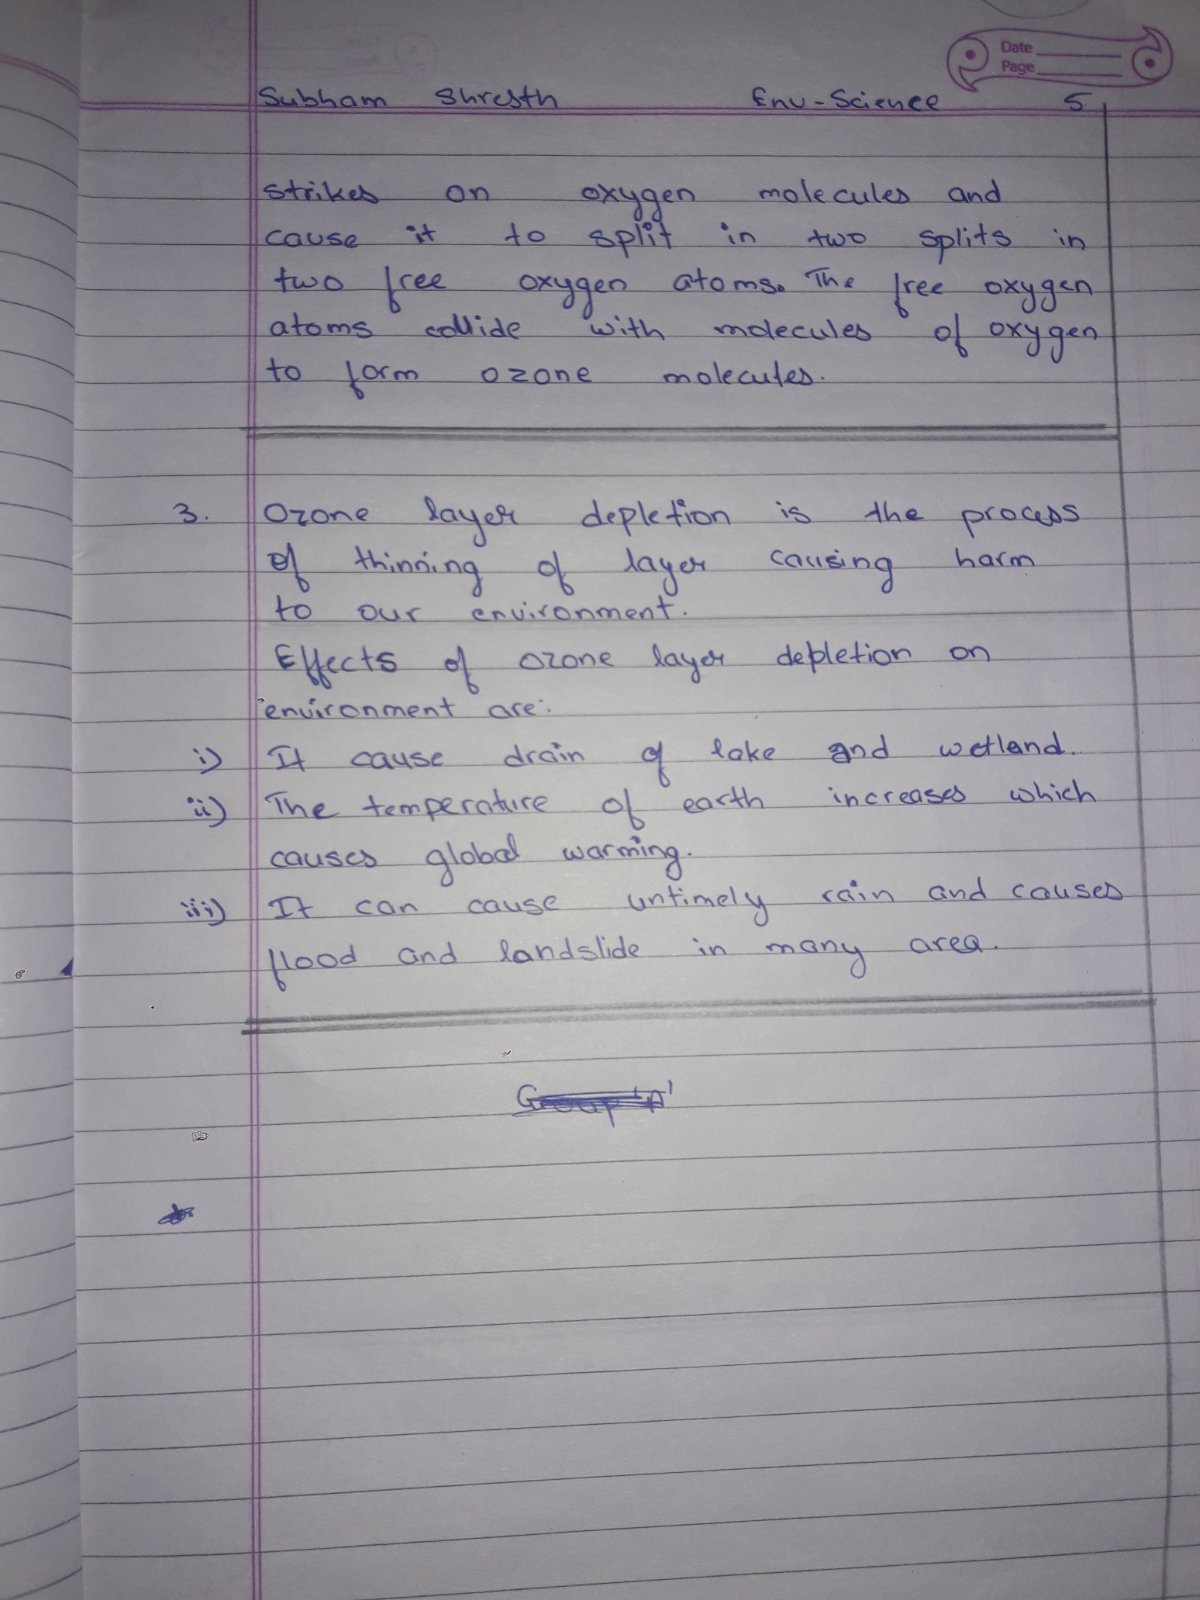 Date
Page
Subham Shresth Env-Science 5
strikes on oxygen molecules and
cause it to split in two splits in
two free oxygen atoms. The free oxygen
atoms collide with molecules of oxygen
to form ozone molecules.
3. Ozone layer depletion is the process
of thinning of layer causing harm
to our environment.
Effects of ozone layer depletion on
environment are:
i) It cause drain of lake and wetland.
ii) The temperature of earth increases which
causes global warming.
iii) It can cause untimely rain and causes
flood and landslide in many area.
Group 'A'